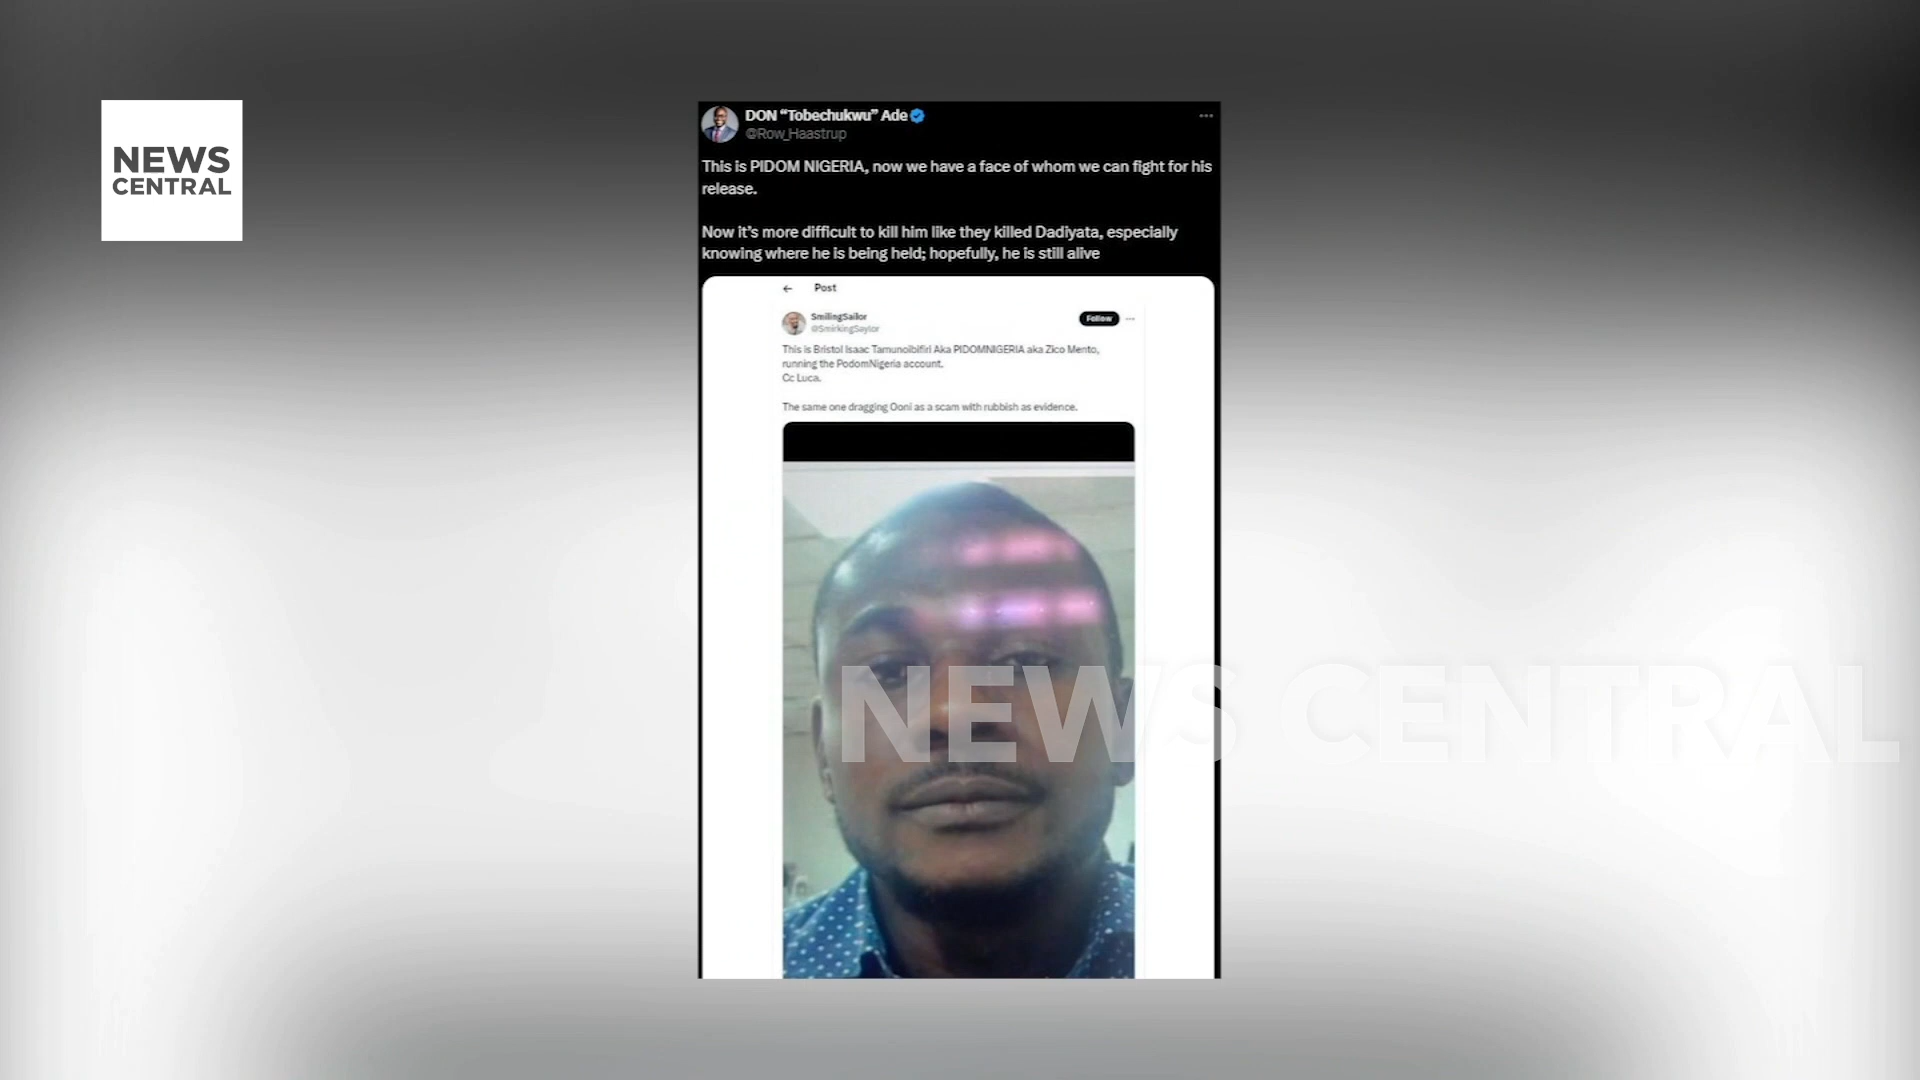 NEWS
CENTRAL
DON “Tobechukwu” Ade
@Row_Haastrup
This is PIDOM NIGERIA, now we have a face of whom we can fight for his
release.
Now it’s more difficult to kill him like they killed Dadiyata, especially
knowing where he is being held; hopefully, he is still alive
Post
SmilingSailor
@SmirkingSaylor
Follow
This is Bristol Isaac Tamunoibifiri Aka PIDOMNIGERIA aka Zico Mento,
running the PodomNigeria account.
Cc Luca.
The same one dragging Ooni as a scam with rubbish as evidence.
NEWS CENTRAL